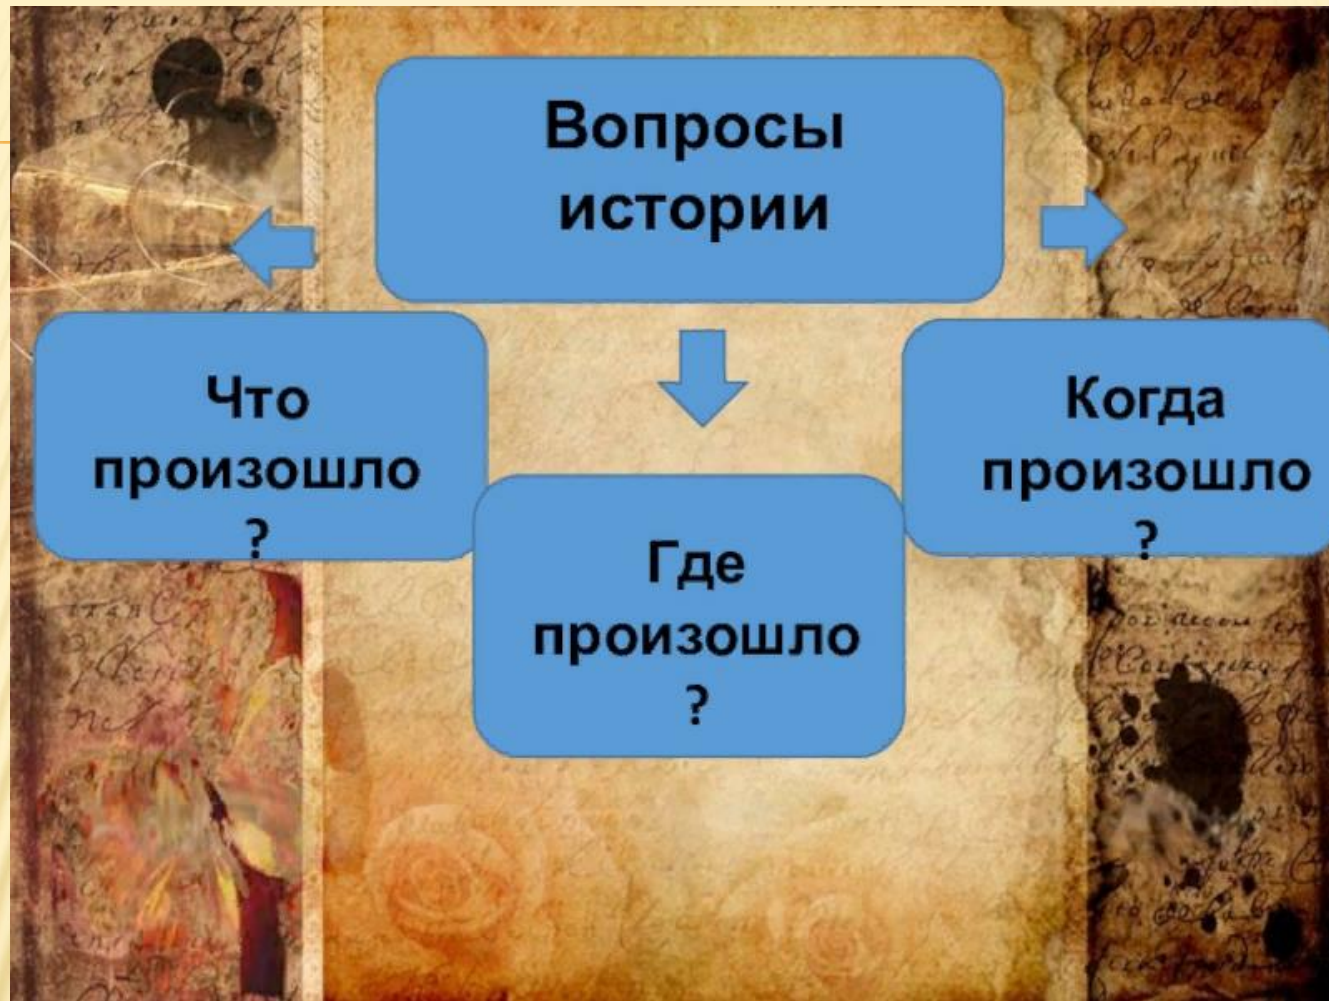 Вопросы
истории
Что
произошло
?
Где
произошло
?
Когда
произошло
?